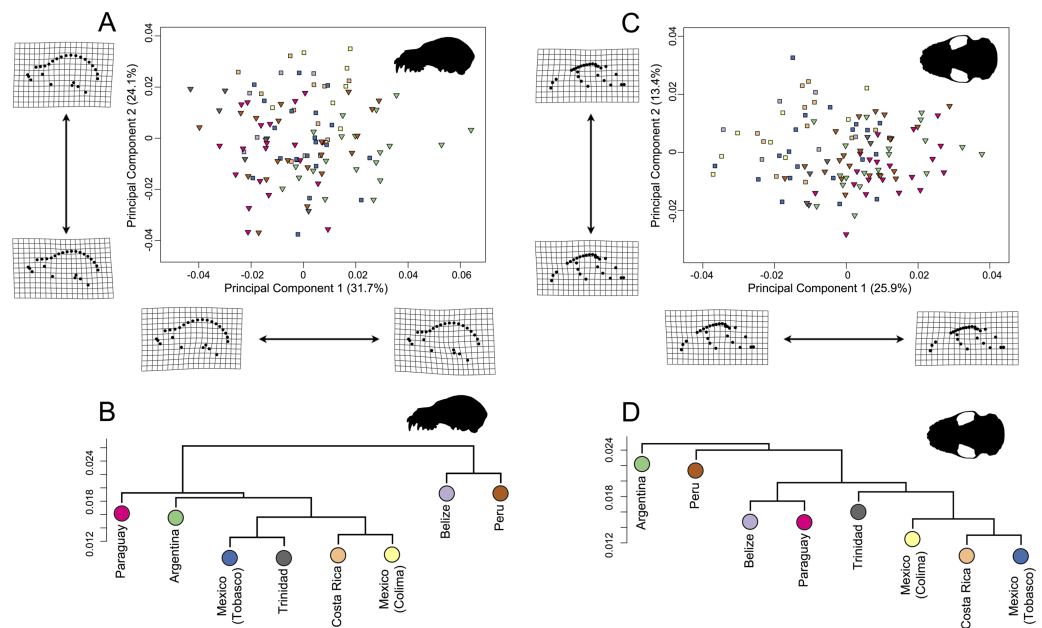 A
0.04
0.02
0
-0.02
-0.04
Principal Component 2 (24.1%)
-0.04
-0.02
0
0.02
0.04
0.06
Principal Component 1 (31.7%)
C
0.04
0.02
0
-0.02
Principal Component 2 (13.4%)
-0.04
-0.02
0
0.02
0.04
Principal Component 1 (25.9%)
B
0.024
0.018
0.012
Paraguay
Argentina
Mexico
(Tobasco)
Trinidad
Costa Rica
Mexico
(Colima)
Belize
Peru
D
0.024
0.018
0.012
Argentina
Peru
Belize
Paraguay
Trinidad
Mexico
(Colima)
Costa Rica
Mexico
(Tobasco)